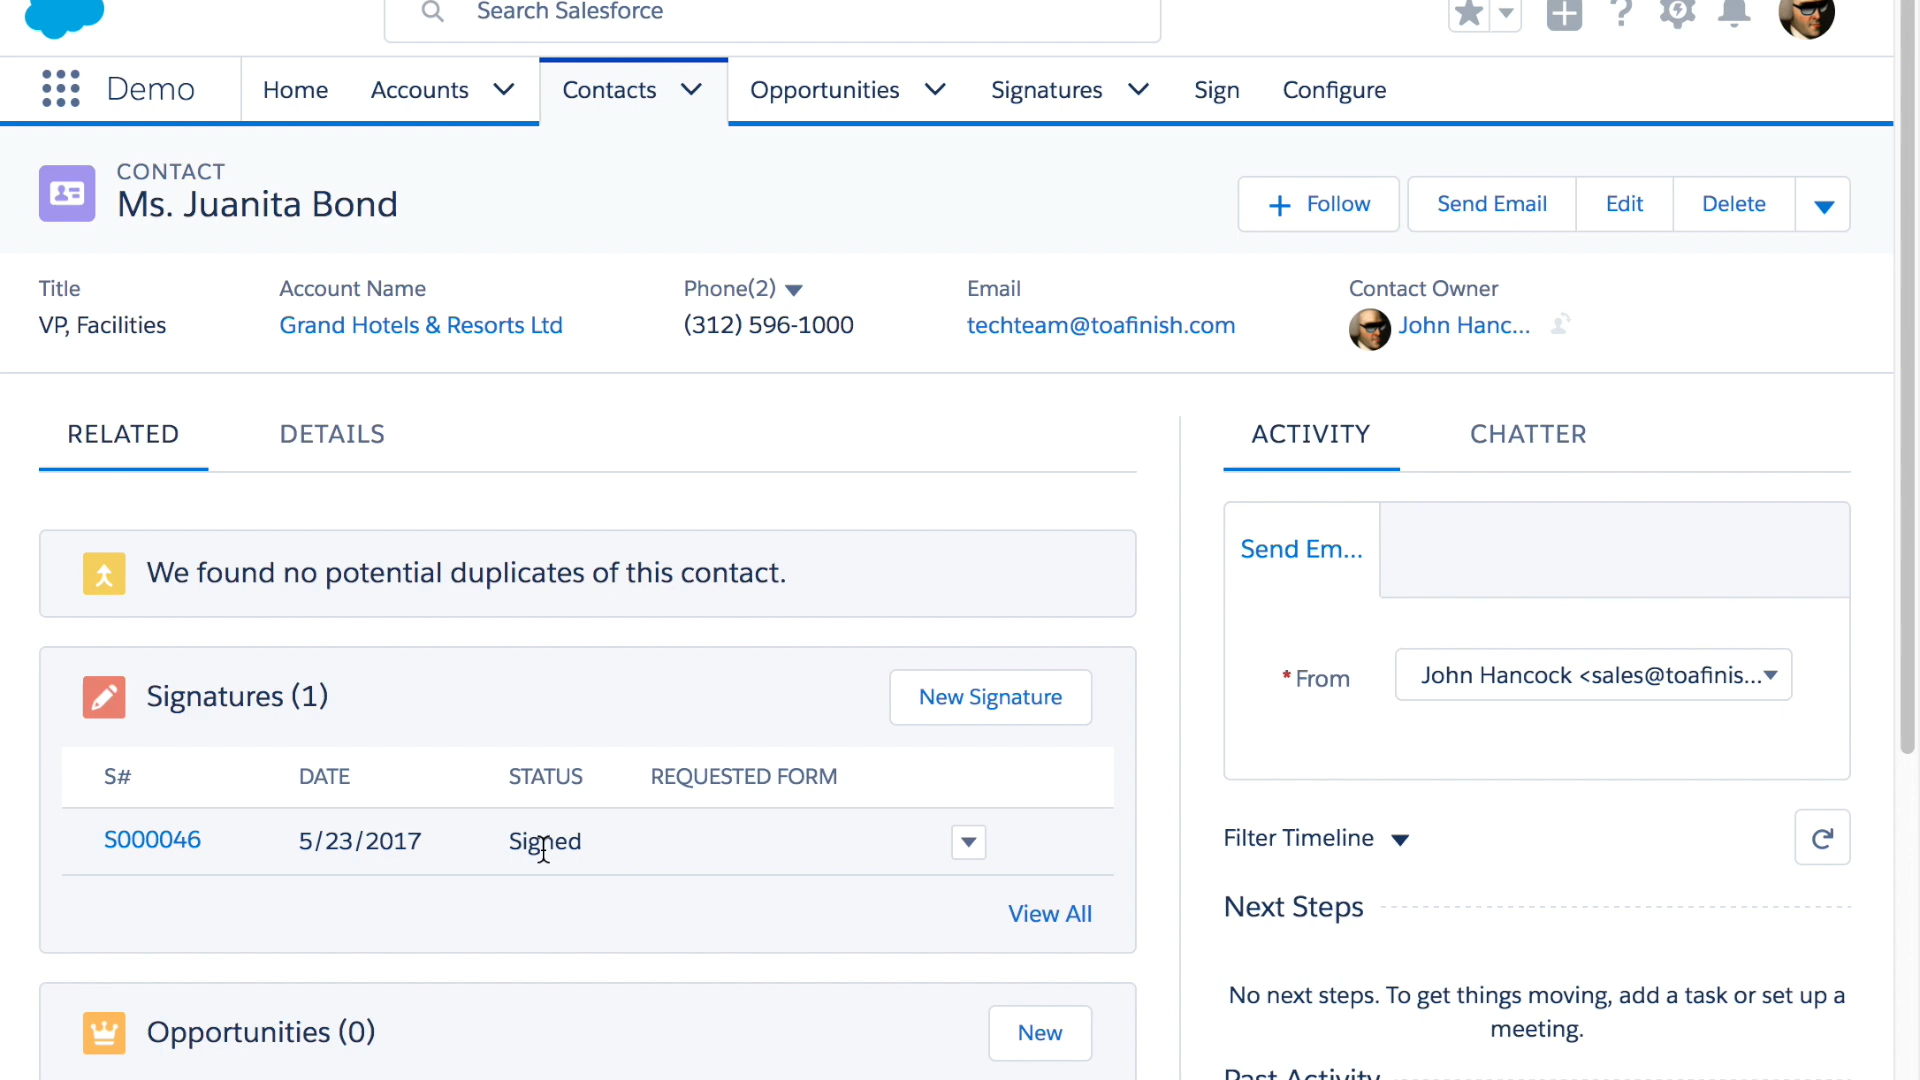 Search Salesforce
Demo
Home
Accounts
Contacts
Opportunities
Signatures
Sign
Configure
CONTACT
Ms. Juanita Bond
Follow
Send Email
Edit
Delete
Title
Account Name
Phone(2)
Email
Contact Owner
VP, Facilities
Grand Hotels & Resorts Ltd
(312) 596-1000
techteam@toafinish.com
John Hanc...
RELATED
DETAILS
ACTIVITY
CHATTER
We found no potential duplicates of this contact.
Send Em...
* From
John Hancock <sales@toafinis...
Signatures (1)
New Signature
S#
DATE
STATUS
REQUESTED FORM
S000046
5/23/2017
Signed
View All
Filter Timeline
Next Steps
No next steps. To get things moving, add a task or set up a
meeting.
Opportunities (0)
New
Past Activity